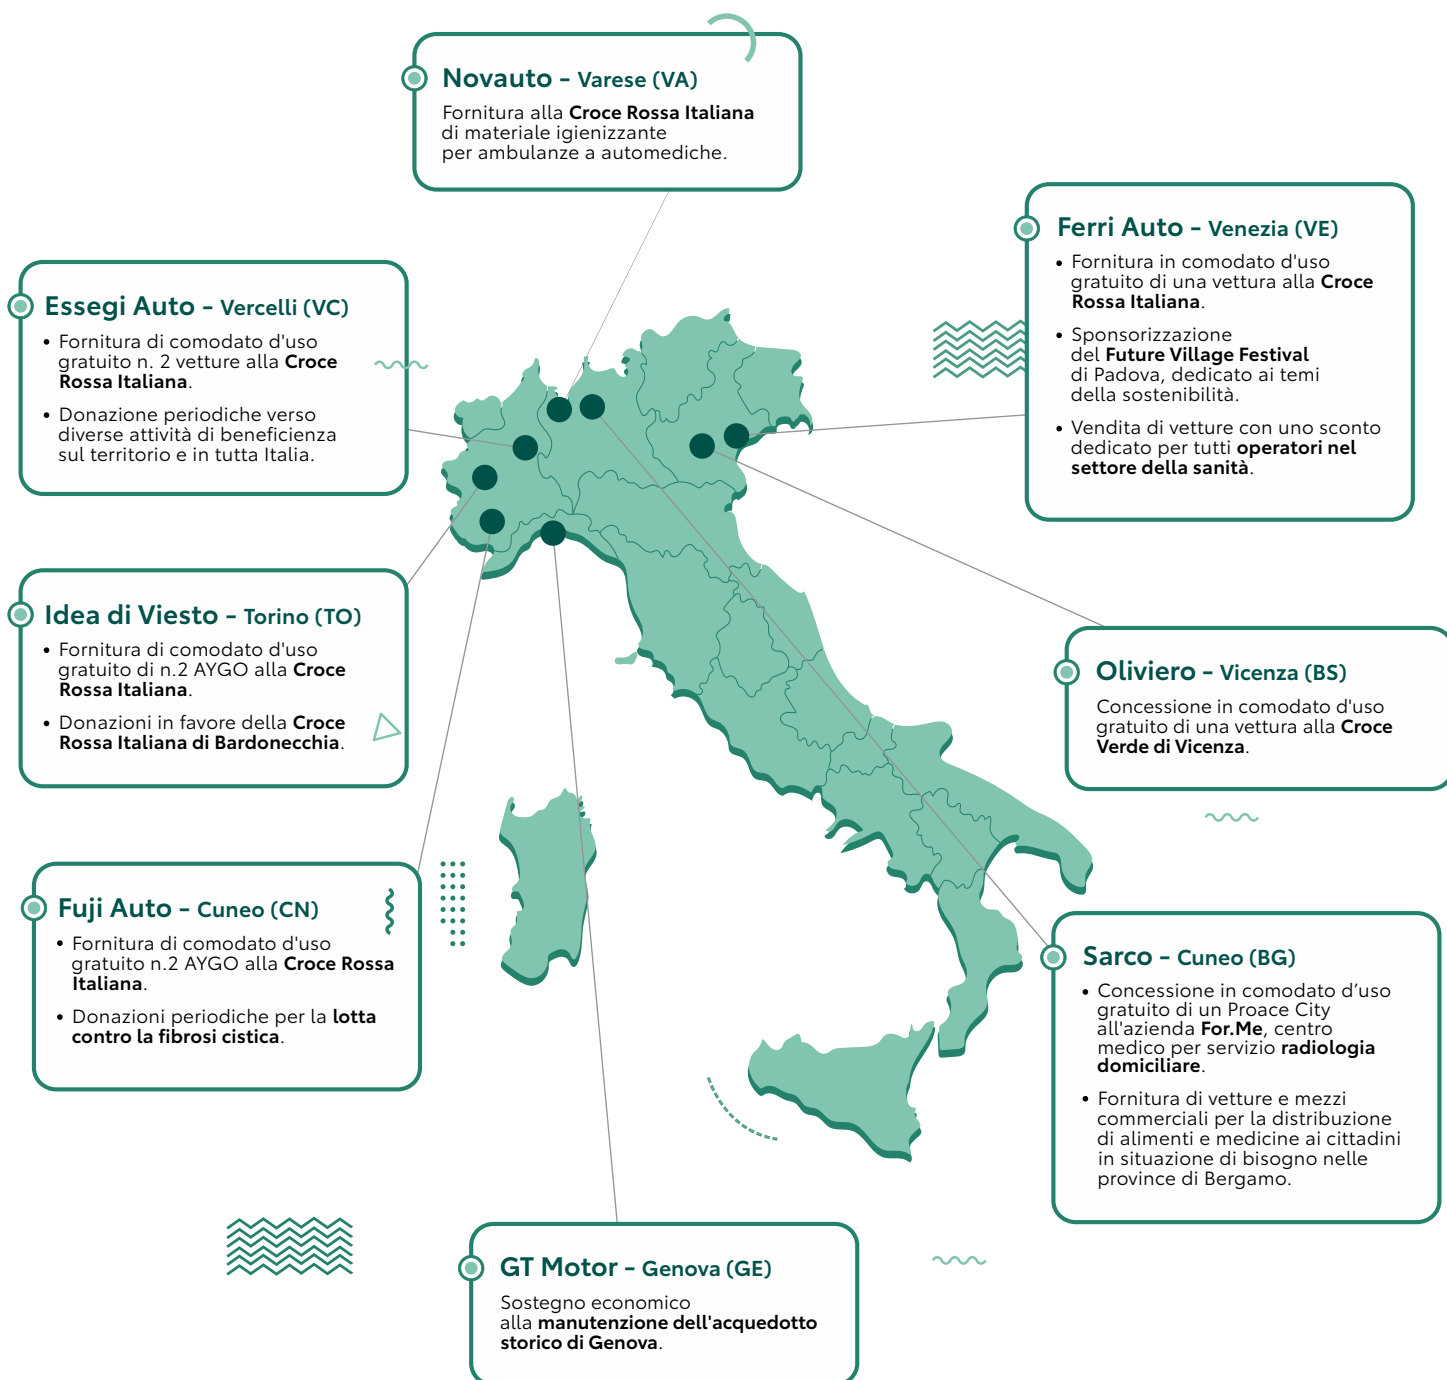 Novauto - Varese (VA)
Fornitura alla Croce Rossa Italiana
di materiale igienizzante
per ambulanze a automediche.
Ferri Auto - Venezia (VE)
• Fornitura in comodato d'uso
gratuito di una vettura alla Croce
Rossa Italiana.
• Sponsorizzazione
del Future Village Festival
di Padova, dedicato ai temi
della sostenibilità.
• Vendita di vetture con uno sconto
dedicato per tutti operatori nel
settore della sanità.
Essegi Auto - Vercelli (VC)
• Fornitura di comodato d'uso
gratuito n. 2 vetture alla Croce
Rossa Italiana.
• Donazione periodiche verso
diverse attività di beneficienza
sul territorio e in tutta Italia.
Idea di Viesto - Torino (TO)
• Fornitura di comodato d'uso
gratuito di n.2 AYGO alla Croce
Rossa Italiana.
• Donazioni in favore della Croce
Rossa Italiana di Bardonecchia.
Oliviero - Vicenza (BS)
Concessione in comodato d'uso
gratuito di una vettura alla Croce
Verde di Vicenza.
Fuji Auto - Cuneo (CN)
• Fornitura di comodato d'uso
gratuito n.2 AYGO alla Croce Rossa
Italiana.
• Donazioni periodiche per la lotta
contro la fibrosi cistica.
Sarco - Cuneo (BG)
• Concessione in comodato d’uso
gratuito di un Proace City
all'azienda For.Me, centro
medico per servizio radiologia
domiciliare.
• Fornitura di vetture e mezzi
commerciali per la distribuzione
di alimenti e medicine ai cittadini
in situazione di bisogno nelle
province di Bergamo.
GT Motor - Genova (GE)
Sostegno economico
alla manutenzione dell'acquedotto
storico di Genova.